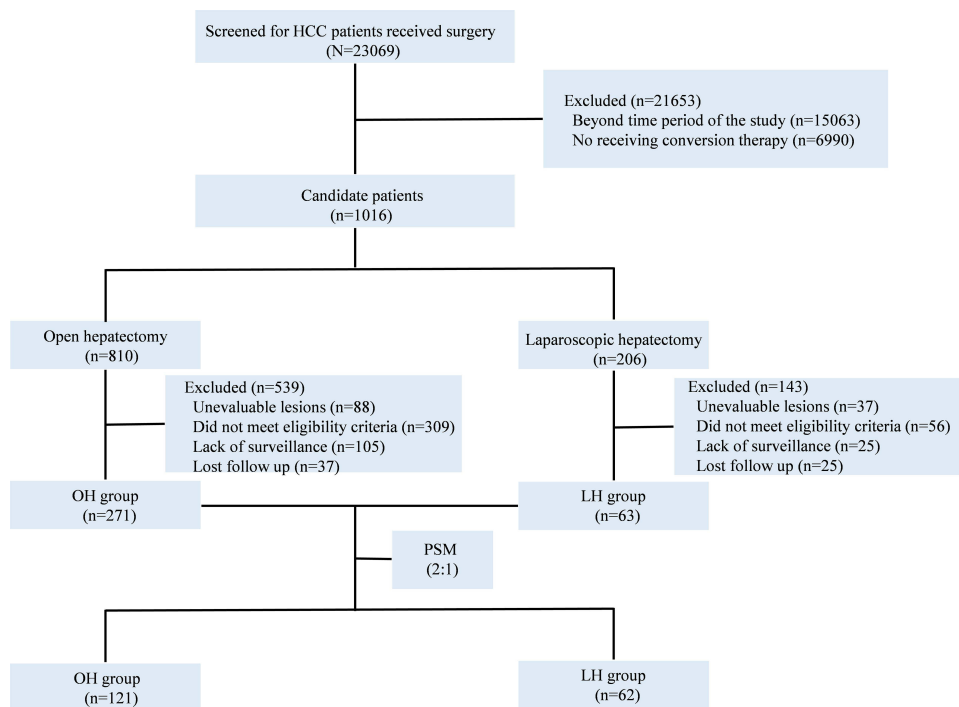 Screened for HCC patients received surgery
(N=23069)
Excluded (n=21653)
Beyond time period of the study (n=15063)
No receiving conversion therapy (n=6990)
Candidate patients
(n=1016)
Open hepatectomy
(n=810)
Laparoscopic hepatectomy
(n=206)
Excluded (n=539)
Unevaluable lesions (n=88)
Did not meet eligibility criteria (n=309)
Lack of surveillance (n=105)
Lost follow up (n=37)
Excluded (n=143)
Unevaluable lesions (n=37)
Did not meet eligibility criteria (n=56)
Lack of surveillance (n=25)
Lost follow up (n=25)
OH group
(n=271)
LH group
(n=63)
PSM
(2:1)
OH group
(n=121)
LH group
(n=62)